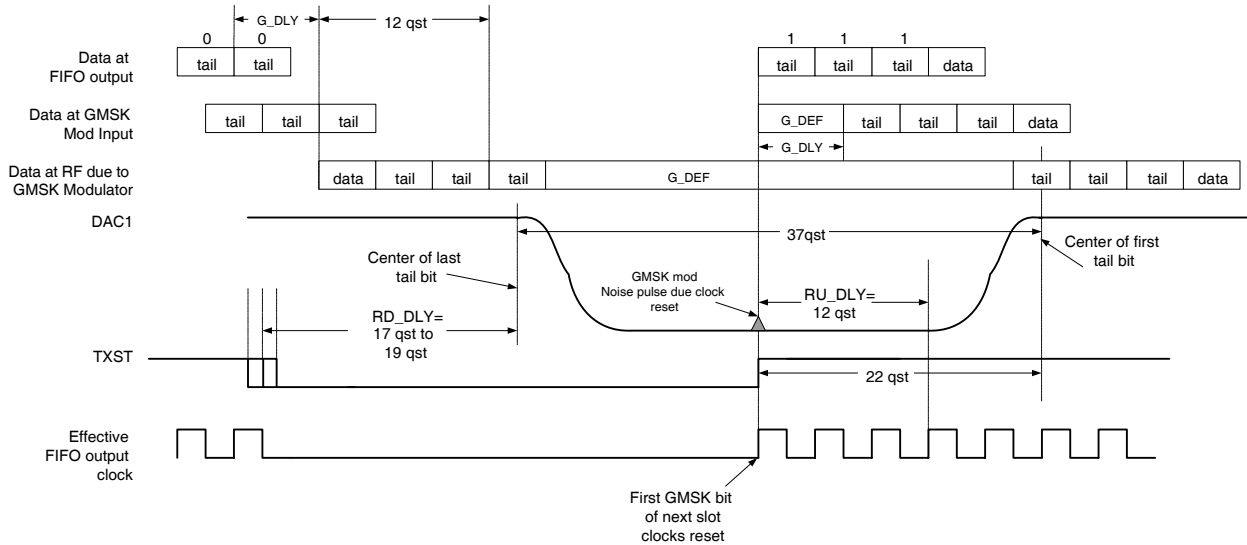 G_DLY
12 qst
0 0
1 1 1
Data at
FIFO output
tail tail
tail tail tail data
Data at GMSK
Mod Input
tail tail tail
G_DEF tail tail tail data
G_DLY
Data at RF due to
GMSK Modulator
data tail tail tail G_DEF tail tail tail data
DAC1
37qst
Center of last
tail bit
Center of first
tail bit
GMSK mod
Noise pulse due clock
reset
RU_DLY=
12 qst
RD_DLY=
17 qst to
19 qst
TXST
22 qst
Effective
FIFO output
clock
First GMSK bit
of next slot
clocks reset